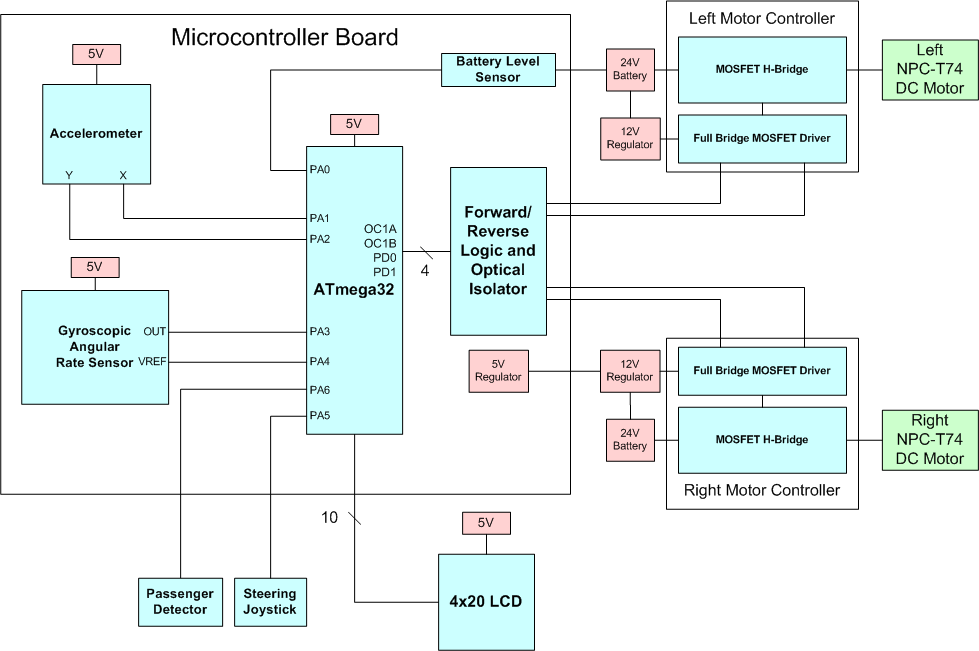 Microcontroller Board
Left Motor Controller
5V
Accelerometer
Y
X
Battery Level
Sensor
24V
Battery
MOSFET H-Bridge
Left
NPC-T74
DC Motor
5V
12V
Regulator
Full Bridge MOSFET Driver
PA0
PA1
PA2
OC1A
OC1B
PD0
PD1
ATmega32
4
Forward/
Reverse
Logic and
Optical
Isolator
5V
Gyroscopic
Angular
Rate Sensor
OUT
VREF
PA3
PA4
PA6
PA5
5V
Regulator
12V
Regulator
Full Bridge MOSFET Driver
24V
Battery
MOSFET H-Bridge
Right
NPC-T74
DC Motor
Right Motor Controller
10
5V
Passenger
Detector
Steering
Joystick
4x20 LCD